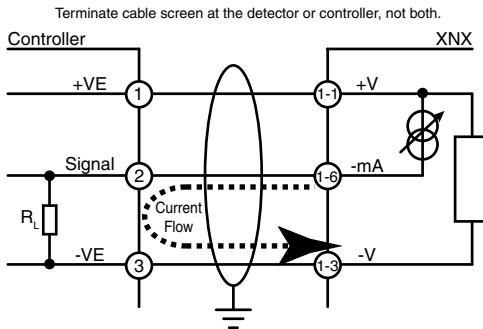 Terminate cable screen at the detector or controller, not both.
Controller XNX
+VE 1 1-1 +V
Signal 2 1-6 -mA
Current
Flow
RL
-VE 3 1-3 -V